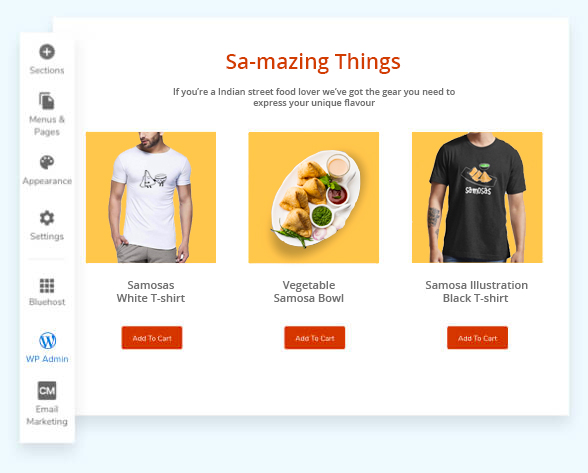 Sa-mazing Things
If you're a Indian street food lover we've got the gear you need to
express your unique flavour
Sections
Menus &
Pages
Appearance
Settings
Bluehost
WP Admin
CM
Email
Marketing
samosas
Samosas
White T-shirt
Vegetable
Samosa Bowl
Samosa Illustration
Black T-shirt
Add To Cart
Add To Cart
Add To Cart